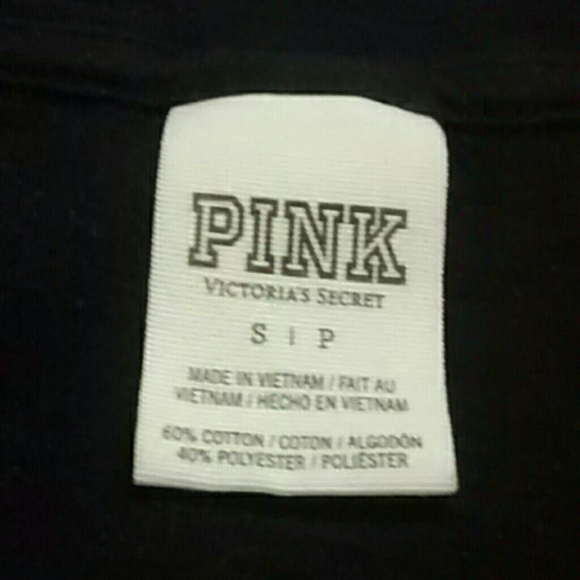 PINK
VICTORIA'S SECRET
S | P
MADE IN VIETNAM / FAIT AU
VIETNAM / HECHO EN VIETNAM
60% COTTON / COTON / ALGODÓN
40% POLYESTER / POLIÉSTER